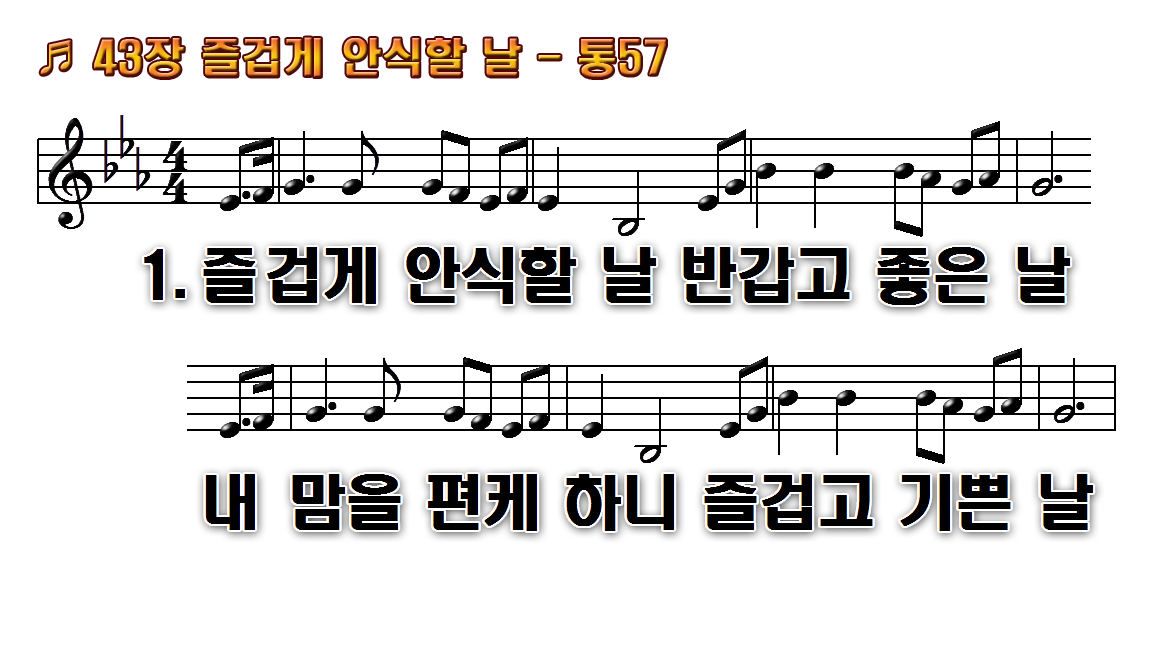 ♬ 43장 즐겁게 안식할 날 - 통57
4
4
1. 즐겁게 안식할 날 반갑고 좋은 날
내 맘을 편케 하니 즐겁고 기쁜 날